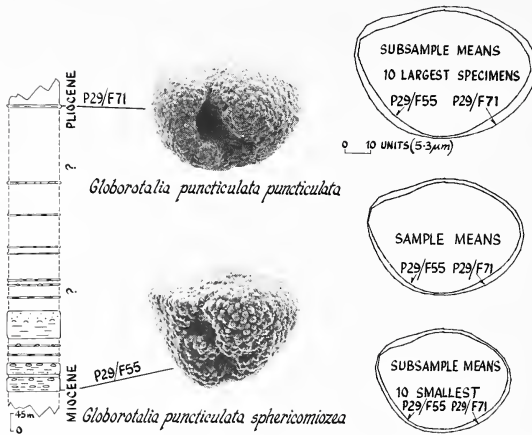 P29/F71
PLIOCENE
?
Globorotalia puncticulata puncticulata
?
P29/F55
MIOCENE
Globorotalia puncticulata sphericomiozea
45m
0
SUBSAMPLE MEANS
10 LARGEST SPECIMENS
P29/F55 P29/F71
0 10 UNITS (5·3μm)
SAMPLE MEANS
P29/F55 P29/F71
SUBSAMPLE MEANS
10 SMALLEST
P29/F55 P29/F71